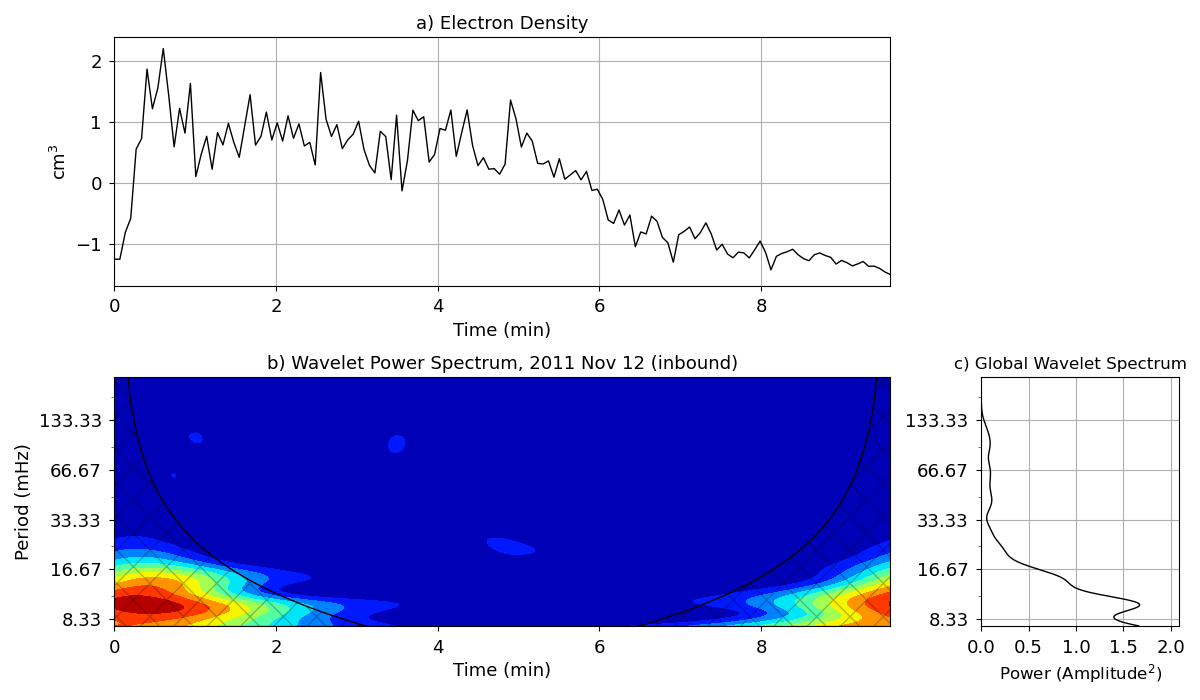 a) Electron Density
2
1
0
−1
cm³
0 2 4 6 8
Time (min)
b) Wavelet Power Spectrum, 2011 Nov 12 (inbound)
133.33
66.67
33.33
16.67
8.33
Period (mHz)
0 2 4 6 8
Time (min)
c) Global Wavelet Spectrum
133.33
66.67
33.33
16.67
8.33
0.0 0.5 1.0 1.5 2.0
Power (Amplitude²)